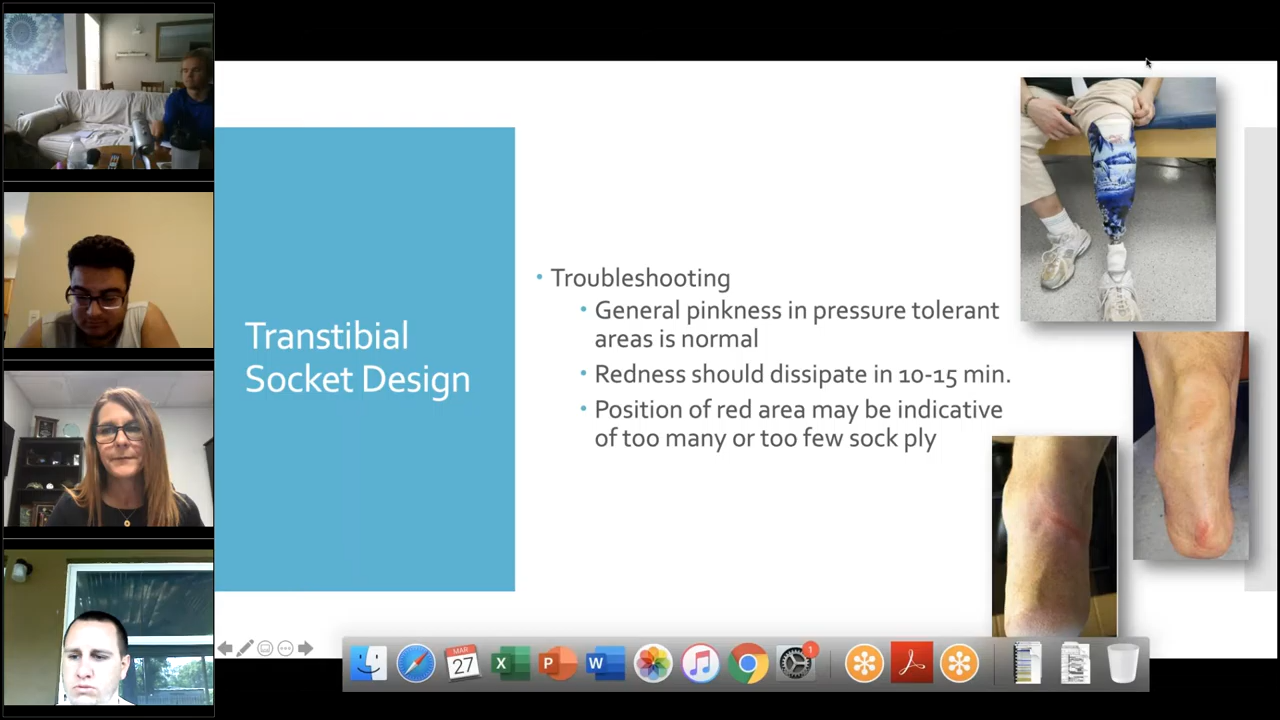 Transtibial
Socket Design
• Troubleshooting
• General pinkness in pressure tolerant
areas is normal
• Redness should dissipate in 10-15 min.
• Position of red area may be indicative
of too many or too few sock ply
MAR
27
X
P
W
1